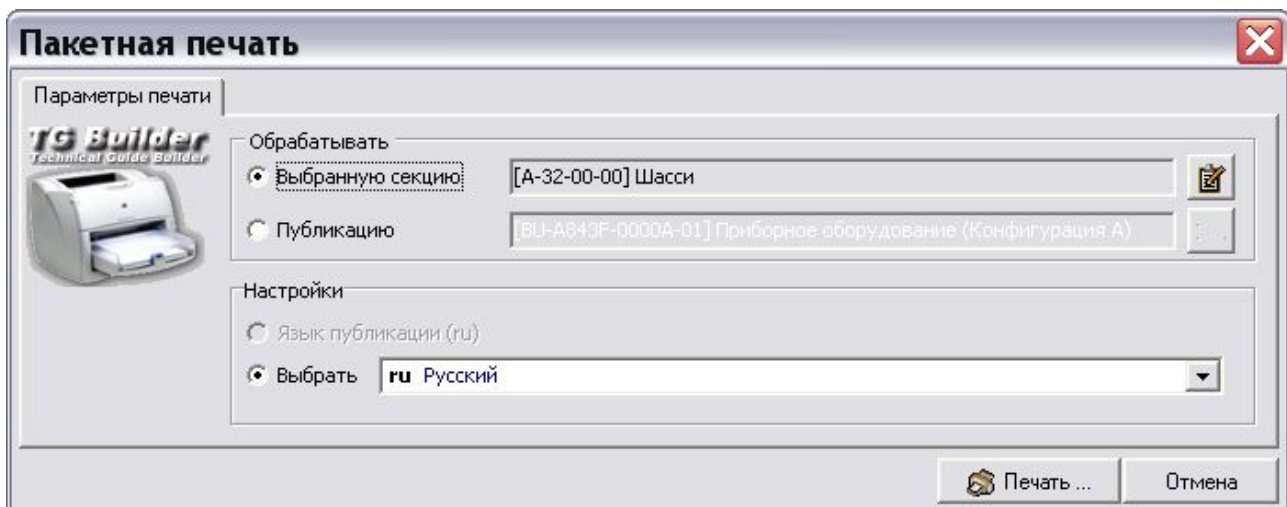 Пакетная печать
Параметры печати
TG Builder
Technical Guide Builder
Обрабатывать
Выбранную секцию [A-32-00-00] Шасси
Публикацию [BU-A843F-0000A-01] Приборное оборудование (Конфигурация А)
Настройки
Язык публикации (ru)
Выбрать ru Русский
Печать ... Отмена